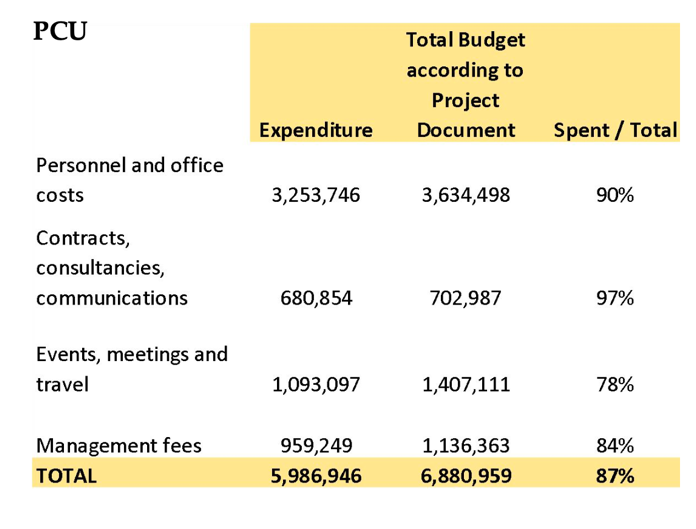 PCU
Total Budget
according to
Project
Expenditure Document Spent / Total
Personnel and office
costs 3,253,746 3,634,498 90%
Contracts,
consultancies,
communications 680,854 702,987 97%
Events, meetings and
travel 1,093,097 1,407,111 78%
Management fees 959,249 1,136,363 84%
TOTAL 5,986,946 6,880,959 87%